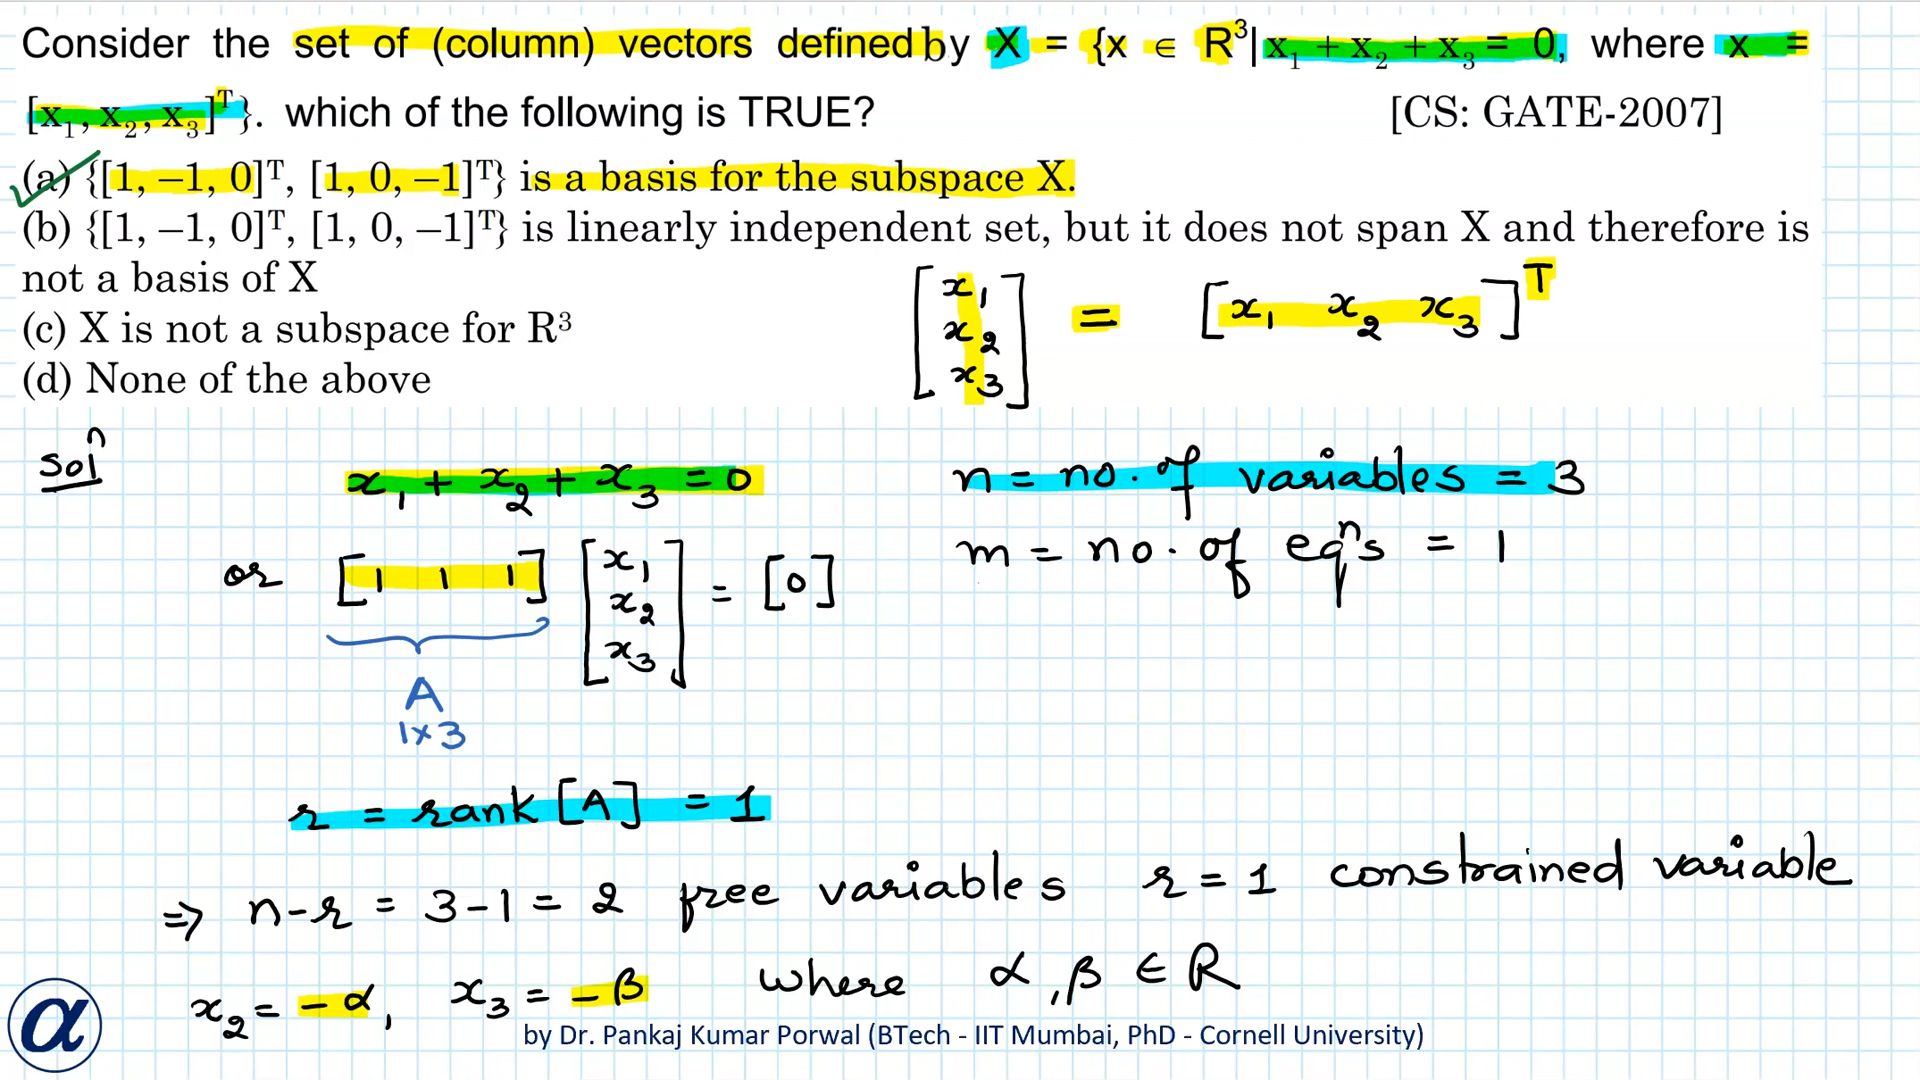 Consider the set of (column) vectors defined by X = {x ∈ R³|x₁ + x₂ + x₃ = 0, where x =
[x₁, x₂, x₃]ᵀ}. which of the following is TRUE? [CS: GATE-2007]
(a) {[1, –1, 0]ᵀ, [1, 0, –1]ᵀ} is a basis for the subspace X.
(b) {[1, –1, 0]ᵀ, [1, 0, –1]ᵀ} is linearly independent set, but it does not span X and therefore is
not a basis of X
(c) X is not a subspace for R³
(d) None of the above
[x₁ x₂ x₃] = [x₁ x₂ x₃]ᵀ
solⁿ
x₁ + x₂ + x₃ = 0
n = no. of variables = 3
m = no. of eqⁿs = 1
or [1 1 1] [x₁ x₂ x₃] = [0]
A
1×3
r = rank [A] = 1
⇒ n-r = 3-1 = 2 free variables r = 1 constrained variable
x₂ = -α, x₃ = -β where α, β ∈ R
α
by Dr. Pankaj Kumar Porwal (BTech - IIT Mumbai, PhD - Cornell University)